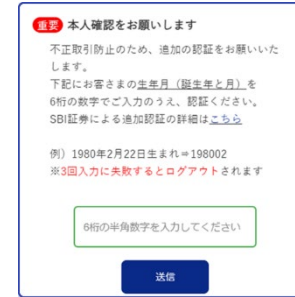 重要 本人確認をお願いします
不正取引防止のため、追加の認証をお願いいた
します。
下記にお客さまの生年月（誕生年と月）を
6桁の数字でご入力のうえ、認証ください。
SBI証券による追加認証の詳細はこちら
例）1980年2月22日生まれ⇒198002
※3回入力に失敗するとログアウトされます
6桁の半角数字を入力してください
送信